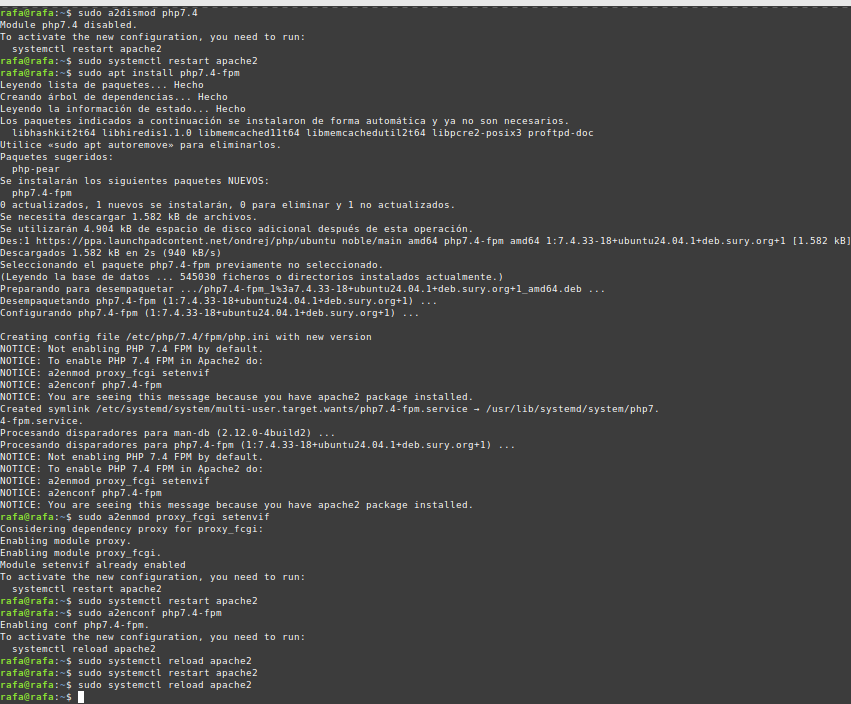 rafa@rafa:~$ sudo a2dismod php7.4
Module php7.4 disabled.
To activate the new configuration, you need to run:
  systemctl restart apache2
rafa@rafa:~$ sudo systemctl restart apache2
rafa@rafa:~$ sudo apt install php7.4-fpm
Leyendo lista de paquetes... Hecho
Creando árbol de dependencias... Hecho
Leyendo la información de estado... Hecho
Los paquetes indicados a continuación se instalaron de forma automática y ya no son necesarios.
  libhashkit2t64 libhiredis1.1.0 libmemcached11t64 libmemcachedutil2t64 libpcre2-posix3 proftpd-doc
Utilice «sudo apt autoremove» para eliminarlos.
Paquetes sugeridos:
  php-pear
Se instalarán los siguientes paquetes NUEVOS:
  php7.4-fpm
0 actualizados, 1 nuevos se instalarán, 0 para eliminar y 1 no actualizados.
Se necesita descargar 1.582 kB de archivos.
Se utilizarán 4.904 kB de espacio de disco adicional después de esta operación.
Des:1 https://ppa.launchpadcontent.net/ondrej/php/ubuntu noble/main amd64 php7.4-fpm amd64 1:7.4.33-18+ubuntu24.04.1+deb.sury.org+1 [1.582 kB]
Descargados 1.582 kB en 2s (940 kB/s)
Seleccionando el paquete php7.4-fpm previamente no seleccionado.
(Leyendo la base de datos ... 545030 ficheros o directorios instalados actualmente.)
Preparando para desempaquetar .../php7.4-fpm_1%3a7.4.33-18+ubuntu24.04.1+deb.sury.org+1_amd64.deb ...
Desempaquetando php7.4-fpm (1:7.4.33-18+ubuntu24.04.1+deb.sury.org+1) ...
Configurando php7.4-fpm (1:7.4.33-18+ubuntu24.04.1+deb.sury.org+1) ...

Creating config file /etc/php/7.4/fpm/php.ini with new version
NOTICE: Not enabling PHP 7.4 FPM by default.
NOTICE: To enable PHP 7.4 FPM in Apache2 do:
NOTICE: a2enmod proxy_fcgi setenvif
NOTICE: a2enconf php7.4-fpm
NOTICE: You are seeing this message because you have apache2 package installed.
Created symlink /etc/systemd/system/multi-user.target.wants/php7.4-fpm.service → /usr/lib/systemd/system/php7.
4-fpm.service.
Procesando disparadores para man-db (2.12.0-4build2) ...
Procesando disparadores para php7.4-fpm (1:7.4.33-18+ubuntu24.04.1+deb.sury.org+1) ...
NOTICE: Not enabling PHP 7.4 FPM by default.
NOTICE: To enable PHP 7.4 FPM in Apache2 do:
NOTICE: a2enmod proxy_fcgi setenvif
NOTICE: a2enconf php7.4-fpm
NOTICE: You are seeing this message because you have apache2 package installed.
rafa@rafa:~$ sudo a2enmod proxy_fcgi setenvif
Considering dependency proxy for proxy_fcgi:
Enabling module proxy.
Enabling module proxy_fcgi.
Module setenvif already enabled
To activate the new configuration, you need to run:
  systemctl restart apache2
rafa@rafa:~$ sudo systemctl restart apache2
rafa@rafa:~$ sudo a2enconf php7.4-fpm
Enabling conf php7.4-fpm.
To activate the new configuration, you need to run:
  systemctl reload apache2
rafa@rafa:~$ sudo systemctl reload apache2
rafa@rafa:~$ sudo systemctl restart apache2
rafa@rafa:~$ sudo systemctl reload apache2
rafa@rafa:~$